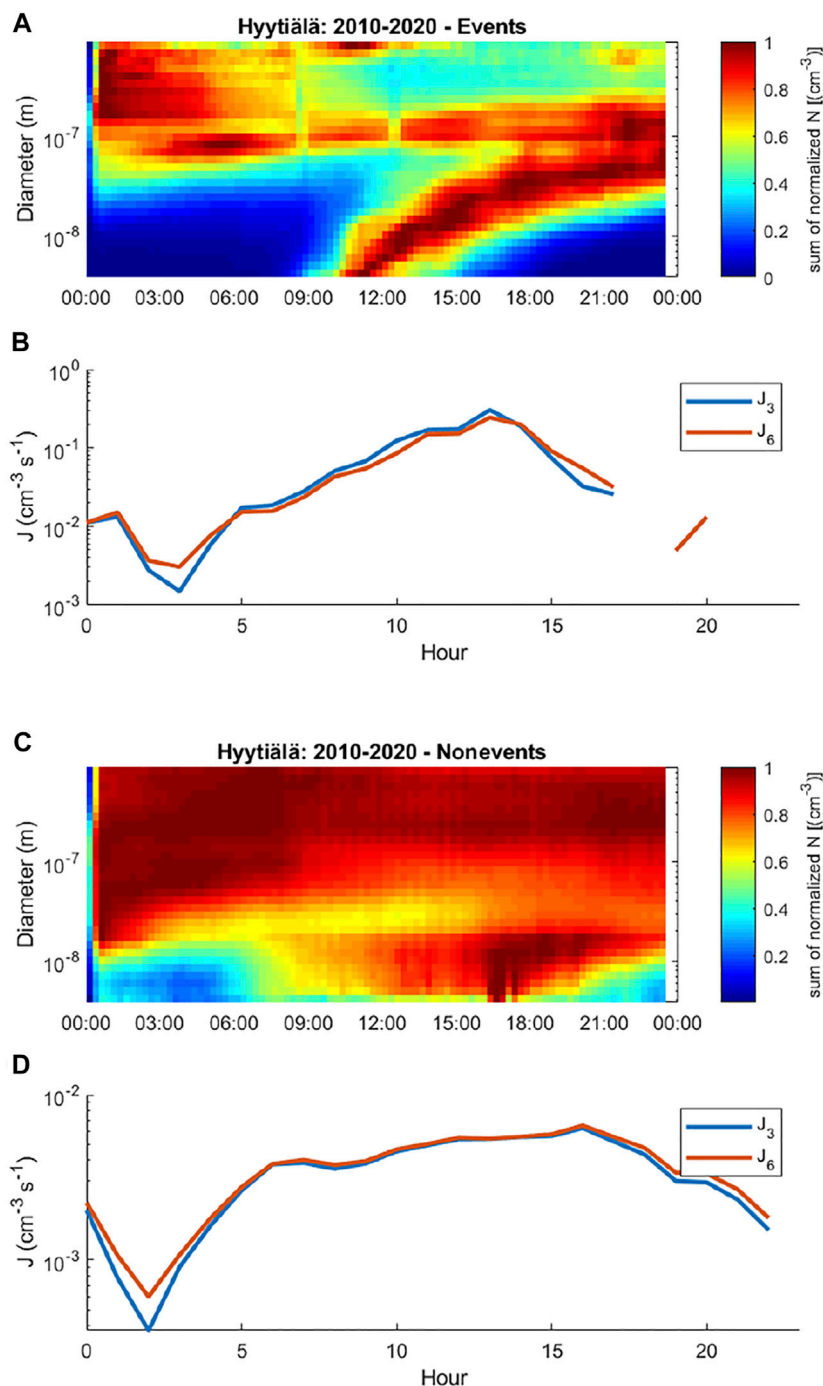 A
Hyytiälä: 2010-2020 - Events
Diameter (m)
10-7
10-8
00:00 03:00 06:00 09:00 12:00 15:00 18:00 21:00 00:00
1
0.8
0.6
0.4
0.2
0
sum of normalized N [(cm-3)]
B
J (cm-3 s-1)
100
10-1
10-2
10-3
0 5 10 15 20
Hour
J3
J6
C
Hyytiälä: 2010-2020 - Nonevents
Diameter (m)
10-7
10-8
00:00 03:00 06:00 09:00 12:00 15:00 18:00 21:00 00:00
1
0.8
0.6
0.4
0.2
sum of normalized N [(cm-3)]
D
J (cm-3 s-1)
10-2
10-3
0 5 10 15 20
Hour
J3
J6